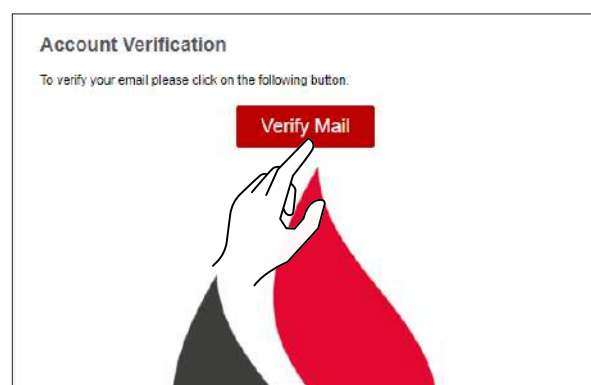 Account Verification
To verify your email please click on the following button.
Verify Mail